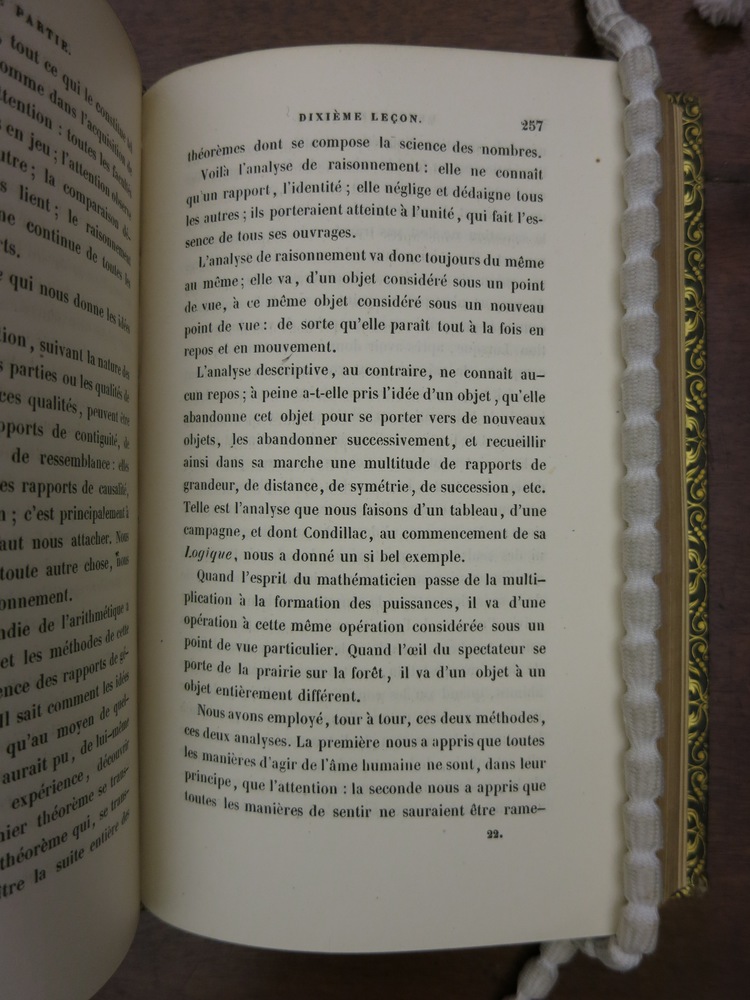 PARTIE.
tout ce qui le constitue tel
comme dans l'acquisition de
attention : toutes les facultés
en jeu ; l'attention observe
autre ; la comparaison dé-
lient ; le raisonnement
continue de toutes les
qui nous donne les idées
suivant la nature des
parties ou les qualités de
ces qualités, peuvent être
rapports de contiguité, de
de ressemblance : elles
rapports de causalité,
; c'est principalement à
nous attacher. Nous
toute autre chose, nous
de l'arithmétique a
et les méthodes de cette
rapports de gé-
Il sait comment les idées
qu'au moyen de quel-
aurait pu, de lui-même
expérience, découvrir
théorème se trans-
théorème qui, se trans-
la suite entière des
DIXIÈME LEÇON.
257
théorèmes dont se compose la science des nombres.
Voilà l'analyse de raisonnement : elle ne connaît
qu'un rapport, l'identité ; elle néglige et dédaigne tous
les autres ; ils porteraient atteinte à l'unité, qui fait l'es-
sence de tous ses ouvrages.
L'analyse de raisonnement va donc toujours du même
au même ; elle va, d'un objet considéré sous un point
de vue, à ce même objet considéré sous un nouveau
point de vue : de sorte qu'elle paraît tout à la fois en
repos et en mouvement.
L'analyse descriptive, au contraire, ne connaît au-
cun repos ; à peine a-t-elle pris l'idée d'un objet, qu'elle
abandonne cet objet pour se porter vers de nouveaux
objets, les abandonner successivement, et recueillir
ainsi dans sa marche une multitude de rapports de
grandeur, de distance, de symétrie, de succession, etc.
Telle est l'analyse que nous faisons d'un tableau, d'une
campagne, et dont Condillac, au commencement de sa
Logique, nous a donné un si bel exemple.
Quand l'esprit du mathématicien passe de la multi-
plication à la formation des puissances, il va d'une
opération à cette même opération considérée sous un
point de vue particulier. Quand l'œil du spectateur se
porte de la prairie sur la forêt, il va d'un objet à un
objet entièrement différent.
Nous avons employé, tour à tour, ces deux méthodes,
ces deux analyses. La première nous a appris que toutes
les manières d'agir de l'âme humaine ne sont, dans leur
principe, que l'attention : la seconde nous a appris que
toutes les manières de sentir ne sauraient être rame-
22.